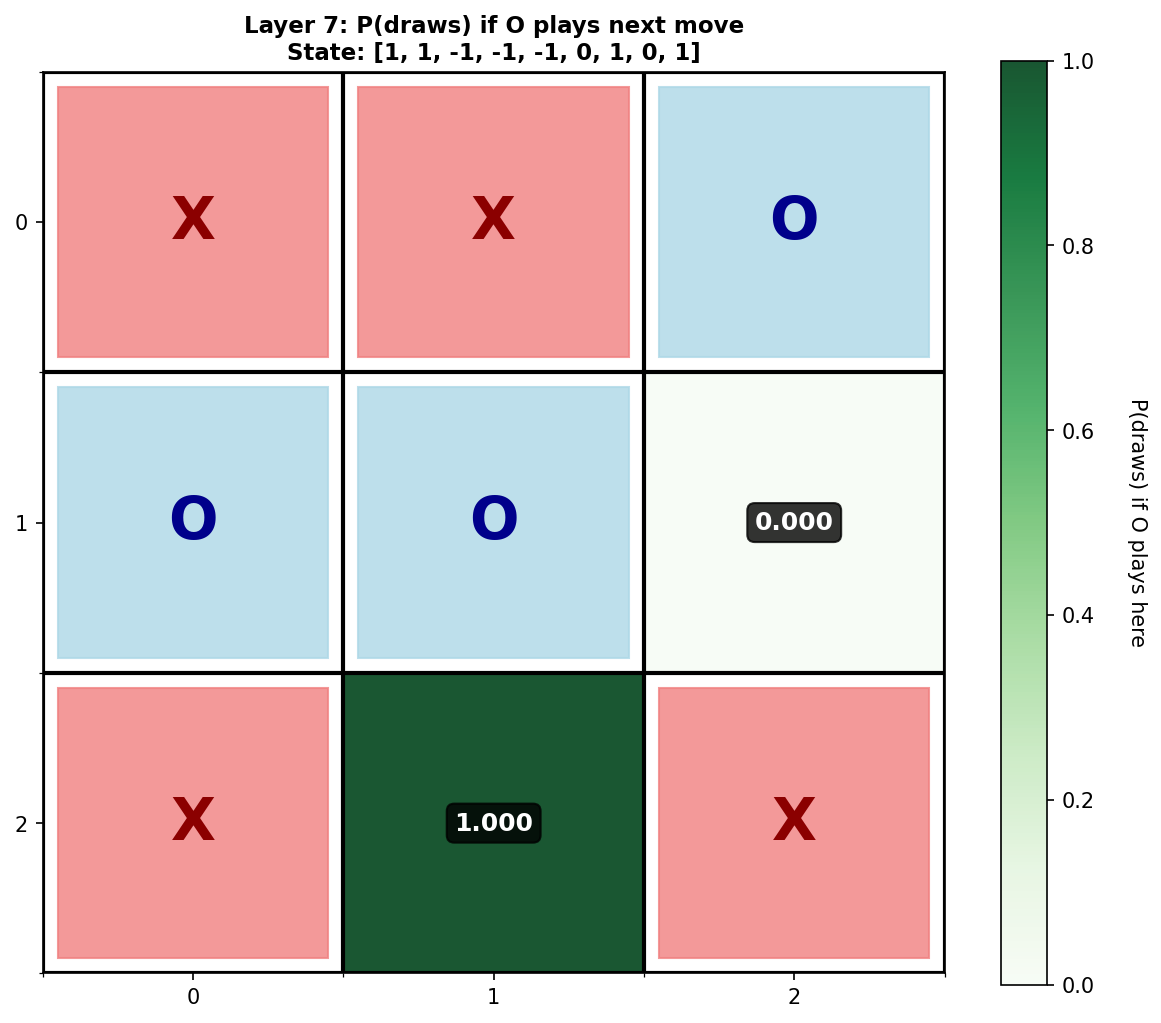 Layer 7: P(draws) if O plays next move
State: [1, 1, -1, -1, -1, 0, 1, 0, 1]
0
X
X
O
1
O
O
0.000
2
X
1.000
X
0
1
2
1.0
0.8
0.6
0.4
0.2
0.0
P(draws) if O plays here